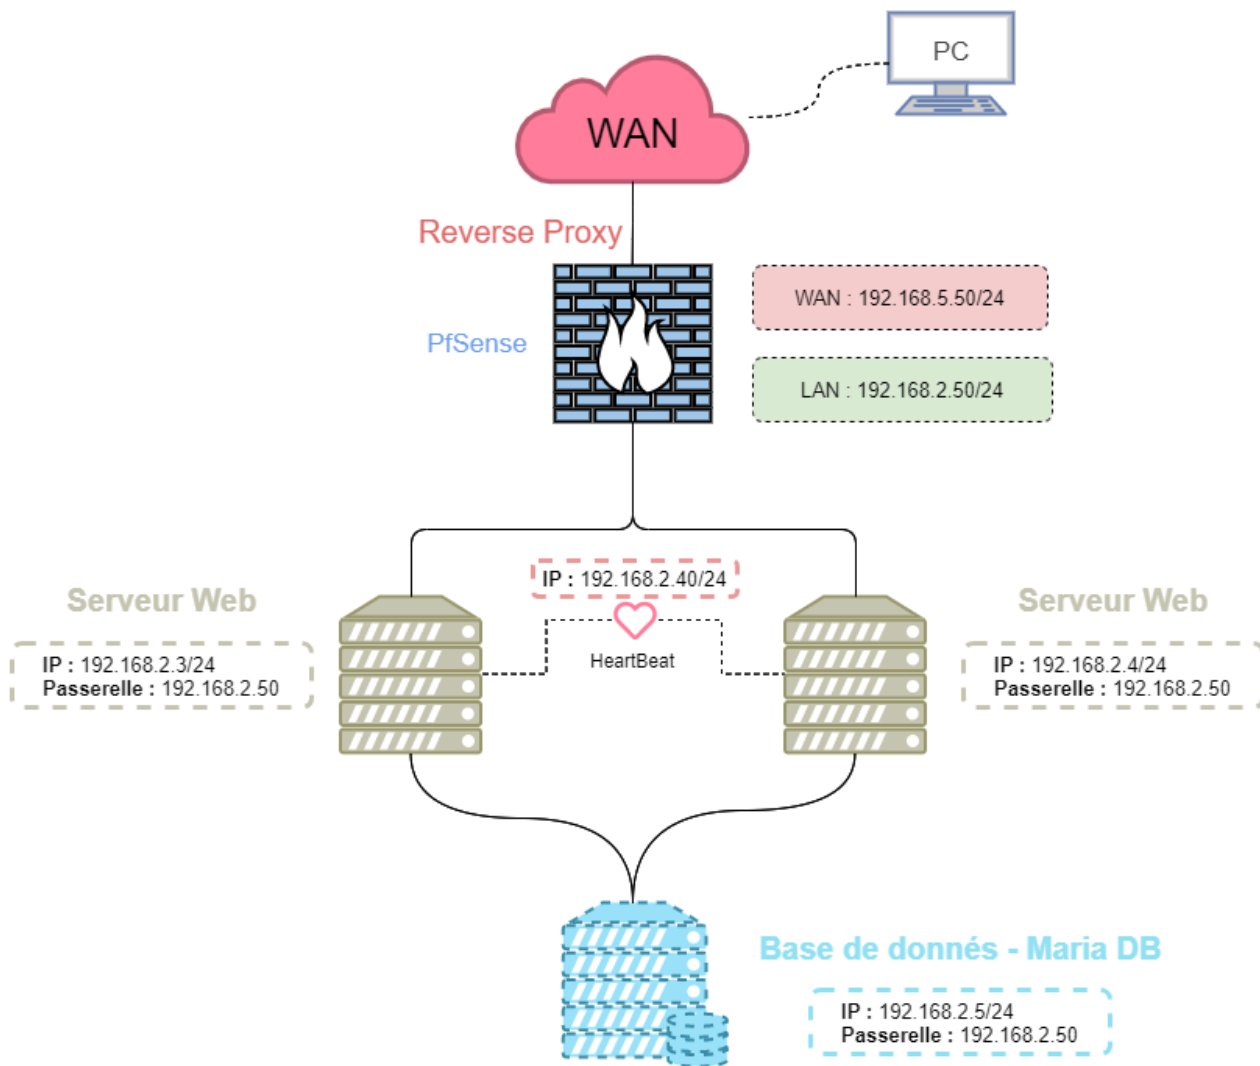 PC
WAN
Reverse Proxy
WAN : 192.168.5.50/24
PfSense
LAN : 192.168.2.50/24
IP : 192.168.2.40/24
HeartBeat
Serveur Web
IP : 192.168.2.3/24
Passerelle : 192.168.2.50
Serveur Web
IP : 192.168.2.4/24
Passerelle : 192.168.2.50
Base de donnés - Maria DB
IP : 192.168.2.5/24
Passerelle : 192.168.2.50